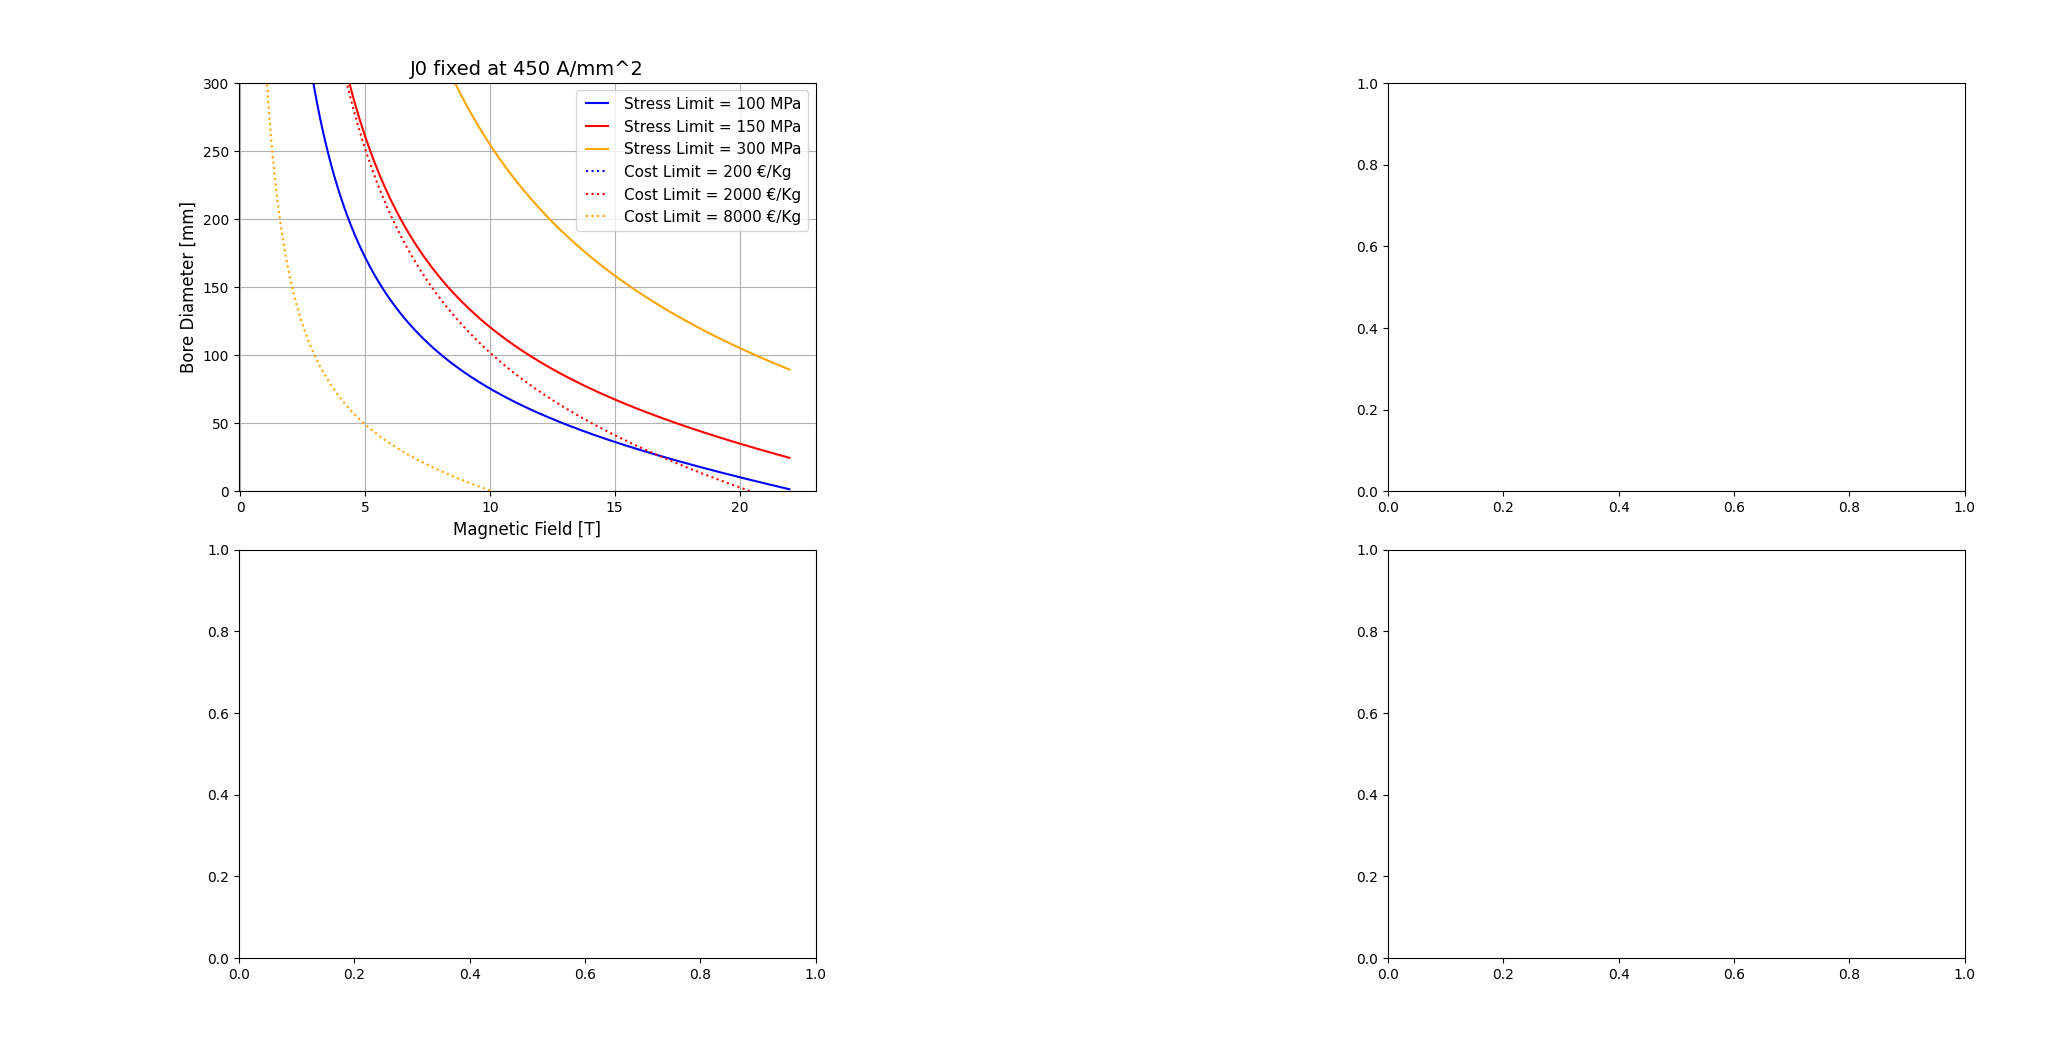 J0 fixed at 450 A/mm^2
300
250
200
150
100
50
0
Bore Diameter [mm]
Stress Limit = 100 MPa
Stress Limit = 150 MPa
Stress Limit = 300 MPa
Cost Limit = 200 €/Kg
Cost Limit = 2000 €/Kg
Cost Limit = 8000 €/Kg
0 5 10 15 20
Magnetic Field [T]
1.0
0.8
0.6
0.4
0.2
0.0
0.0 0.2 0.4 0.6 0.8 1.0
1.0
0.8
0.6
0.4
0.2
0.0
0.0 0.2 0.4 0.6 0.8 1.0
1.0
0.8
0.6
0.4
0.2
0.0
0.0 0.2 0.4 0.6 0.8 1.0